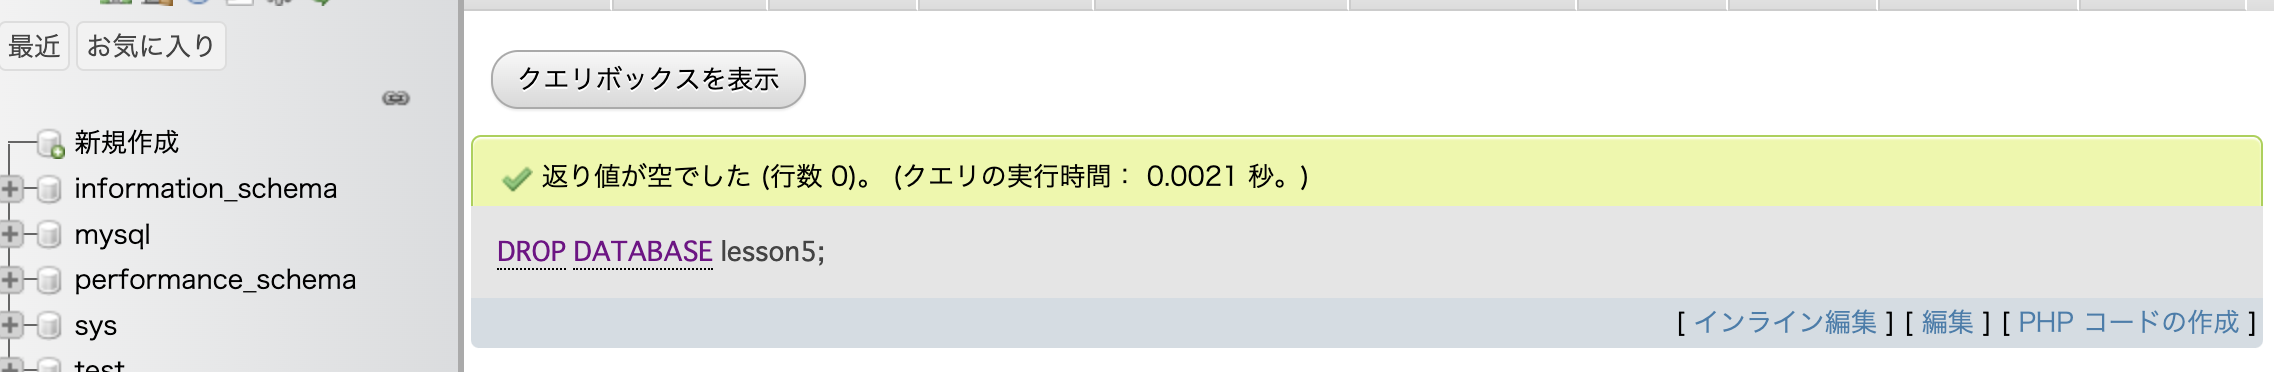 最近
お気に入り
新規作成
information_schema
mysql
performance_schema
sys
test
クエリボックスを表示
返り値が空でした (行数 0)。 (クエリの実行時間： 0.0021 秒。)
DROP DATABASE lesson5;
[ インライン編集 ] [ 編集 ] [ PHP コードの作成 ]